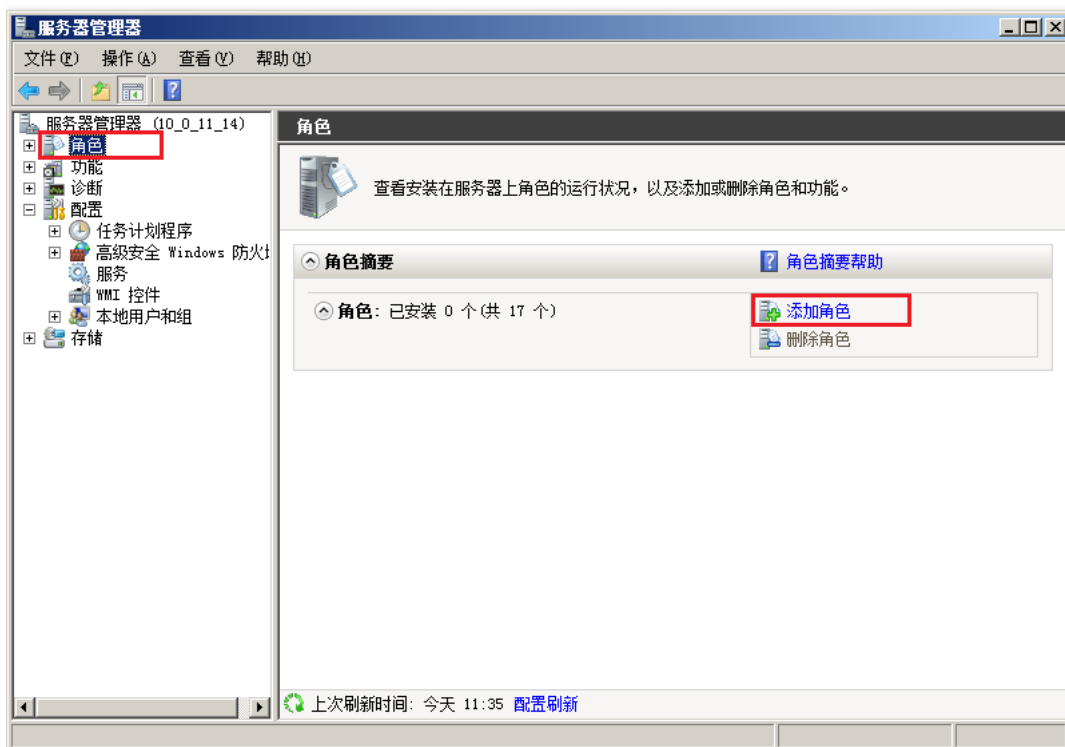 服务器管理器
文件(F) 操作(A) 查看(V) 帮助(H)
服务器管理器 (10_0_11_14)
角色
功能
诊断
配置
任务计划程序
高级安全 Windows 防火
服务
WMI 控件
本地用户和组
存储
角色
查看安装在服务器上角色的运行状况，以及添加或删除角色和功能。
角色摘要
角色摘要帮助
角色: 已安装 0 个(共 17 个)
添加角色
删除角色
上次刷新时间: 今天 11:35 配置刷新